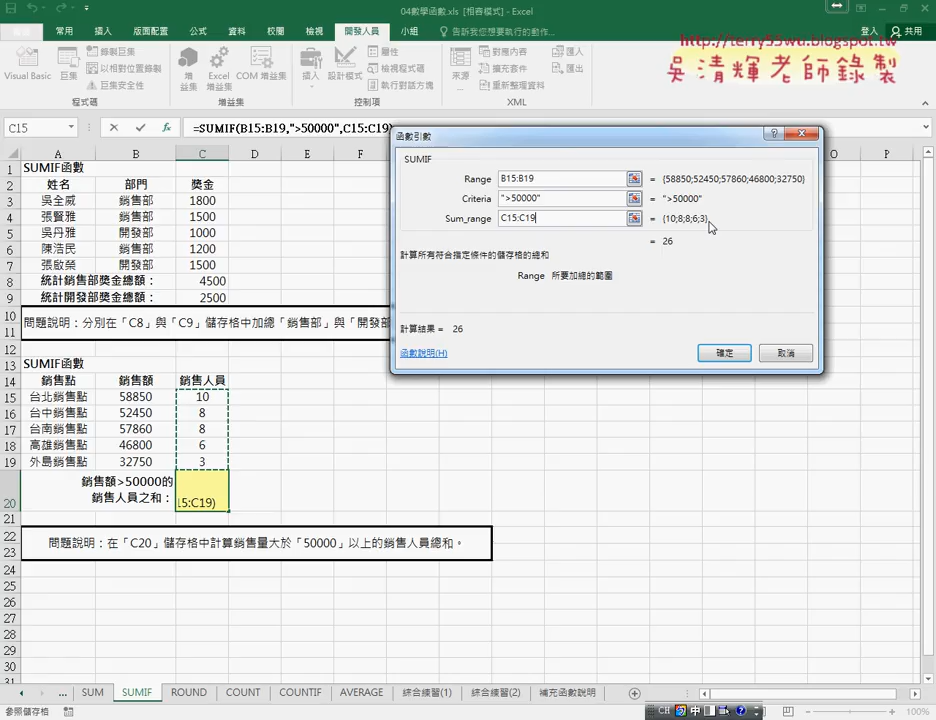 04數學函數.xls [相容模式] - Excel
常用 插入 版面配置 公式 資料 校閱 檢視 開發人員 小組 告訴我您想要執行的動作... 登入 共用
http://terry55wu.blogspot.tw
吳清輝老師錄製
Visual Basic 巨集 錄製巨集 以相對位置錄製 巨集安全性 程式碼
增益集 Excel 增益集 COM 增益集 增益集
插入 設計模式 屬性 檢視程式碼 執行對話方塊 控制項
來源 對應內容 擴充套件 重新整理資料 匯入 匯出 XML
C15 =SUMIF(B15:B19,">50000",C15:C19)
A B C D E F O P
1 SUMIF函數
2 姓名 部門 獎金
3 吳全威 銷售部 1800
4 張賢雅 銷售部 1500
5 吳丹雅 開發部 1000
6 陳浩民 銷售部 1200
7 張啟榮 開發部 1500
8 統計銷售部獎金總額： 4500
9 統計開發部獎金總額： 2500
10
11 問題說明：分別在「C8」與「C9」儲存格中加總「銷售部」與「開發部
12
13 SUMIF函數
14 銷售點 銷售額 銷售人員
15 台北銷售點 58850 10
16 台中銷售點 52450 8
17 台南銷售點 57860 8
18 高雄銷售點 46800 6
19 外島銷售點 32750 3
銷售額>50000的
20 銷售人員之和： 15:C19)
21
22
23 問題說明：在「C20」儲存格中計算銷售量大於「50000」以上的銷售人員總和。
24
25
26
27
28
29
30
31
函數引數
SUMIF
Range B15:B19 = {58850;52450;57860;46800;32750}
Criteria ">50000" = ">50000"
Sum_range C15:C19 = {10;8;8;6;3}
= 26
計算所有符合指定條件的儲存格的總和
Range 所要加總的範圍
計算結果 = 26
函數說明(H) 確定 取消
... SUM SUMIF ROUND COUNT COUNTIF AVERAGE 綜合練習(1) 綜合練習(2) 補充函數說明
參照儲存格 CH 中 100%